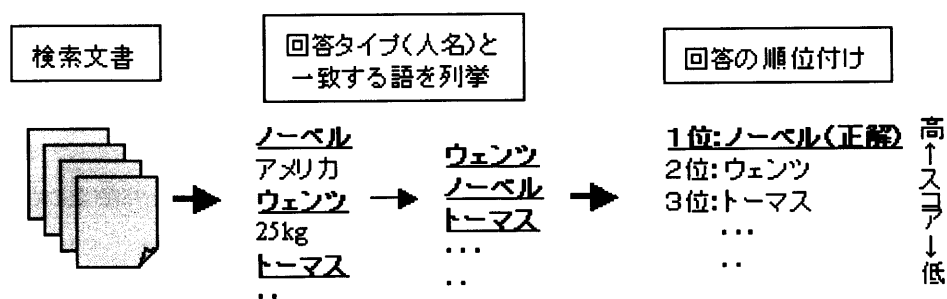 検索文書
回答タイプ(人名)と
一致する語を列挙
回答の順位付け
ノーベル
アメリカ
ウェンツ
25kg
トーマス
‥
ウェンツ
ノーベル
トーマス
…
‥
1位:ノーベル(正解)
2位:ウェンツ
3位:トーマス
…
‥
高↑スコア↓低